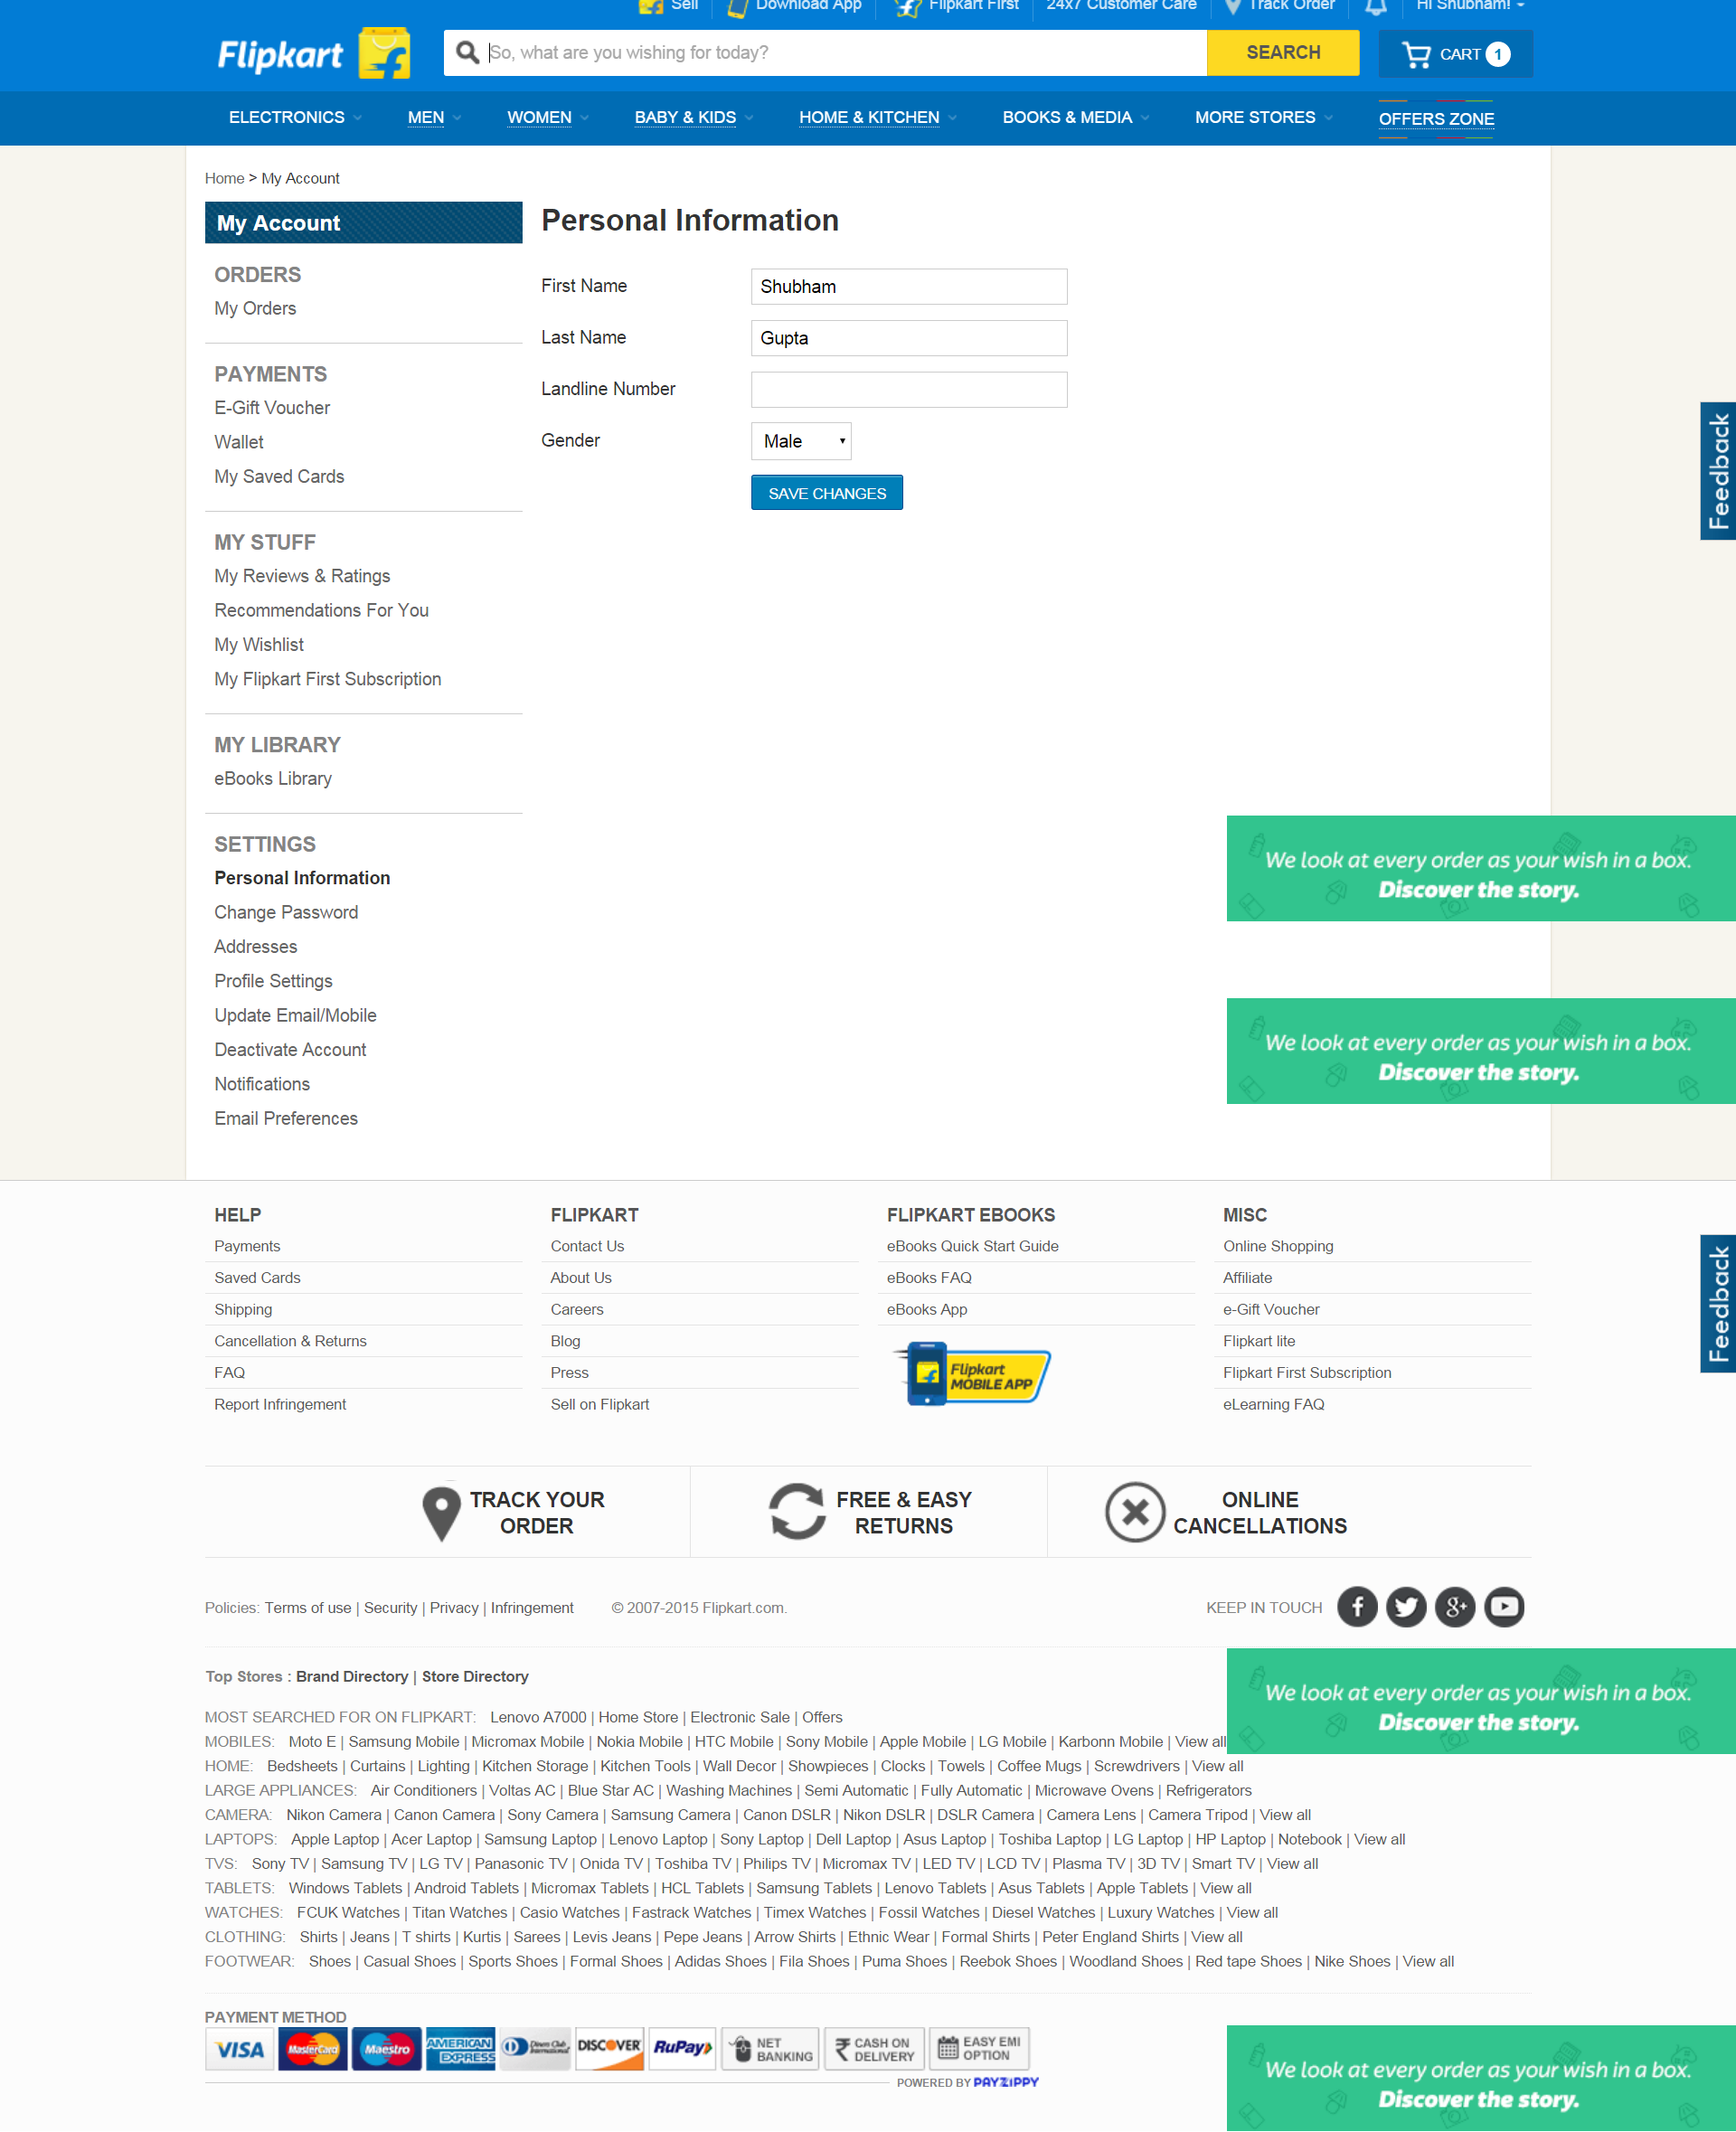 Sell Download App Flipkart First 24x7 Customer Care Track Order Hi Shubham!
Flipkart So, what are you wishing for today? SEARCH CART 1
ELECTRONICS MEN WOMEN BABY & KIDS HOME & KITCHEN BOOKS & MEDIA MORE STORES OFFERS ZONE
Home > My Account
My Account
ORDERS
My Orders
PAYMENTS
E-Gift Voucher
Wallet
My Saved Cards
MY STUFF
My Reviews & Ratings
Recommendations For You
My Wishlist
My Flipkart First Subscription
MY LIBRARY
eBooks Library
SETTINGS
Personal Information
Change Password
Addresses
Profile Settings
Update Email/Mobile
Deactivate Account
Notifications
Email Preferences
Personal Information
First Name Shubham
Last Name Gupta
Landline Number
Gender Male
SAVE CHANGES
Feedback
We look at every order as your wish in a box.
Discover the story.
We look at every order as your wish in a box.
Discover the story.
HELP
Payments
Saved Cards
Shipping
Cancellation & Returns
FAQ
Report Infringement
FLIPKART
Contact Us
About Us
Careers
Blog
Press
Sell on Flipkart
FLIPKART EBOOKS
eBooks Quick Start Guide
eBooks FAQ
eBooks App
Flipkart
MOBILE APP
MISC
Online Shopping
Affiliate
e-Gift Voucher
Flipkart lite
Flipkart First Subscription
eLearning FAQ
Feedback
TRACK YOUR
ORDER
FREE & EASY
RETURNS
ONLINE
CANCELLATIONS
Policies: Terms of use | Security | Privacy | Infringement © 2007-2015 Flipkart.com. KEEP IN TOUCH
Top Stores : Brand Directory | Store Directory
We look at every order as your wish in a box.
Discover the story.
MOST SEARCHED FOR ON FLIPKART: Lenovo A7000 | Home Store | Electronic Sale | Offers
MOBILES: Moto E | Samsung Mobile | Micromax Mobile | Nokia Mobile | HTC Mobile | Sony Mobile | Apple Mobile | LG Mobile | Karbonn Mobile | View all
HOME: Bedsheets | Curtains | Lighting | Kitchen Storage | Kitchen Tools | Wall Decor | Showpieces | Clocks | Towels | Coffee Mugs | Screwdrivers | View all
LARGE APPLIANCES: Air Conditioners | Voltas AC | Blue Star AC | Washing Machines | Semi Automatic | Fully Automatic | Microwave Ovens | Refrigerators
CAMERA: Nikon Camera | Canon Camera | Sony Camera | Samsung Camera | Canon DSLR | Nikon DSLR | DSLR Camera | Camera Lens | Camera Tripod | View all
LAPTOPS: Apple Laptop | Acer Laptop | Samsung Laptop | Lenovo Laptop | Sony Laptop | Dell Laptop | Asus Laptop | Toshiba Laptop | LG Laptop | HP Laptop | Notebook | View all
TVS: Sony TV | Samsung TV | LG TV | Panasonic TV | Onida TV | Toshiba TV | Philips TV | Micromax TV | LED TV | LCD TV | Plasma TV | 3D TV | Smart TV | View all
TABLETS: Windows Tablets | Android Tablets | Micromax Tablets | HCL Tablets | Samsung Tablets | Lenovo Tablets | Asus Tablets | Apple Tablets | View all
WATCHES: FCUK Watches | Titan Watches | Casio Watches | Fastrack Watches | Timex Watches | Fossil Watches | Diesel Watches | Luxury Watches | View all
CLOTHING: Shirts | Jeans | T shirts | Kurtis | Sarees | Levis Jeans | Pepe Jeans | Arrow Shirts | Ethnic Wear | Formal Shirts | Peter England Shirts | View all
FOOTWEAR: Shoes | Casual Shoes | Sports Shoes | Formal Shoes | Adidas Shoes | Fila Shoes | Puma Shoes | Reebok Shoes | Woodland Shoes | Red tape Shoes | Nike Shoes | View all
PAYMENT METHOD
VISA MasterCard Maestro AMERICAN EXPRESS Diners Club International DISCOVER RuPay NET BANKING CASH ON DELIVERY EASY EMI OPTION
POWERED BY PAYZIPPY
We look at every order as your wish in a box.
Discover the story.